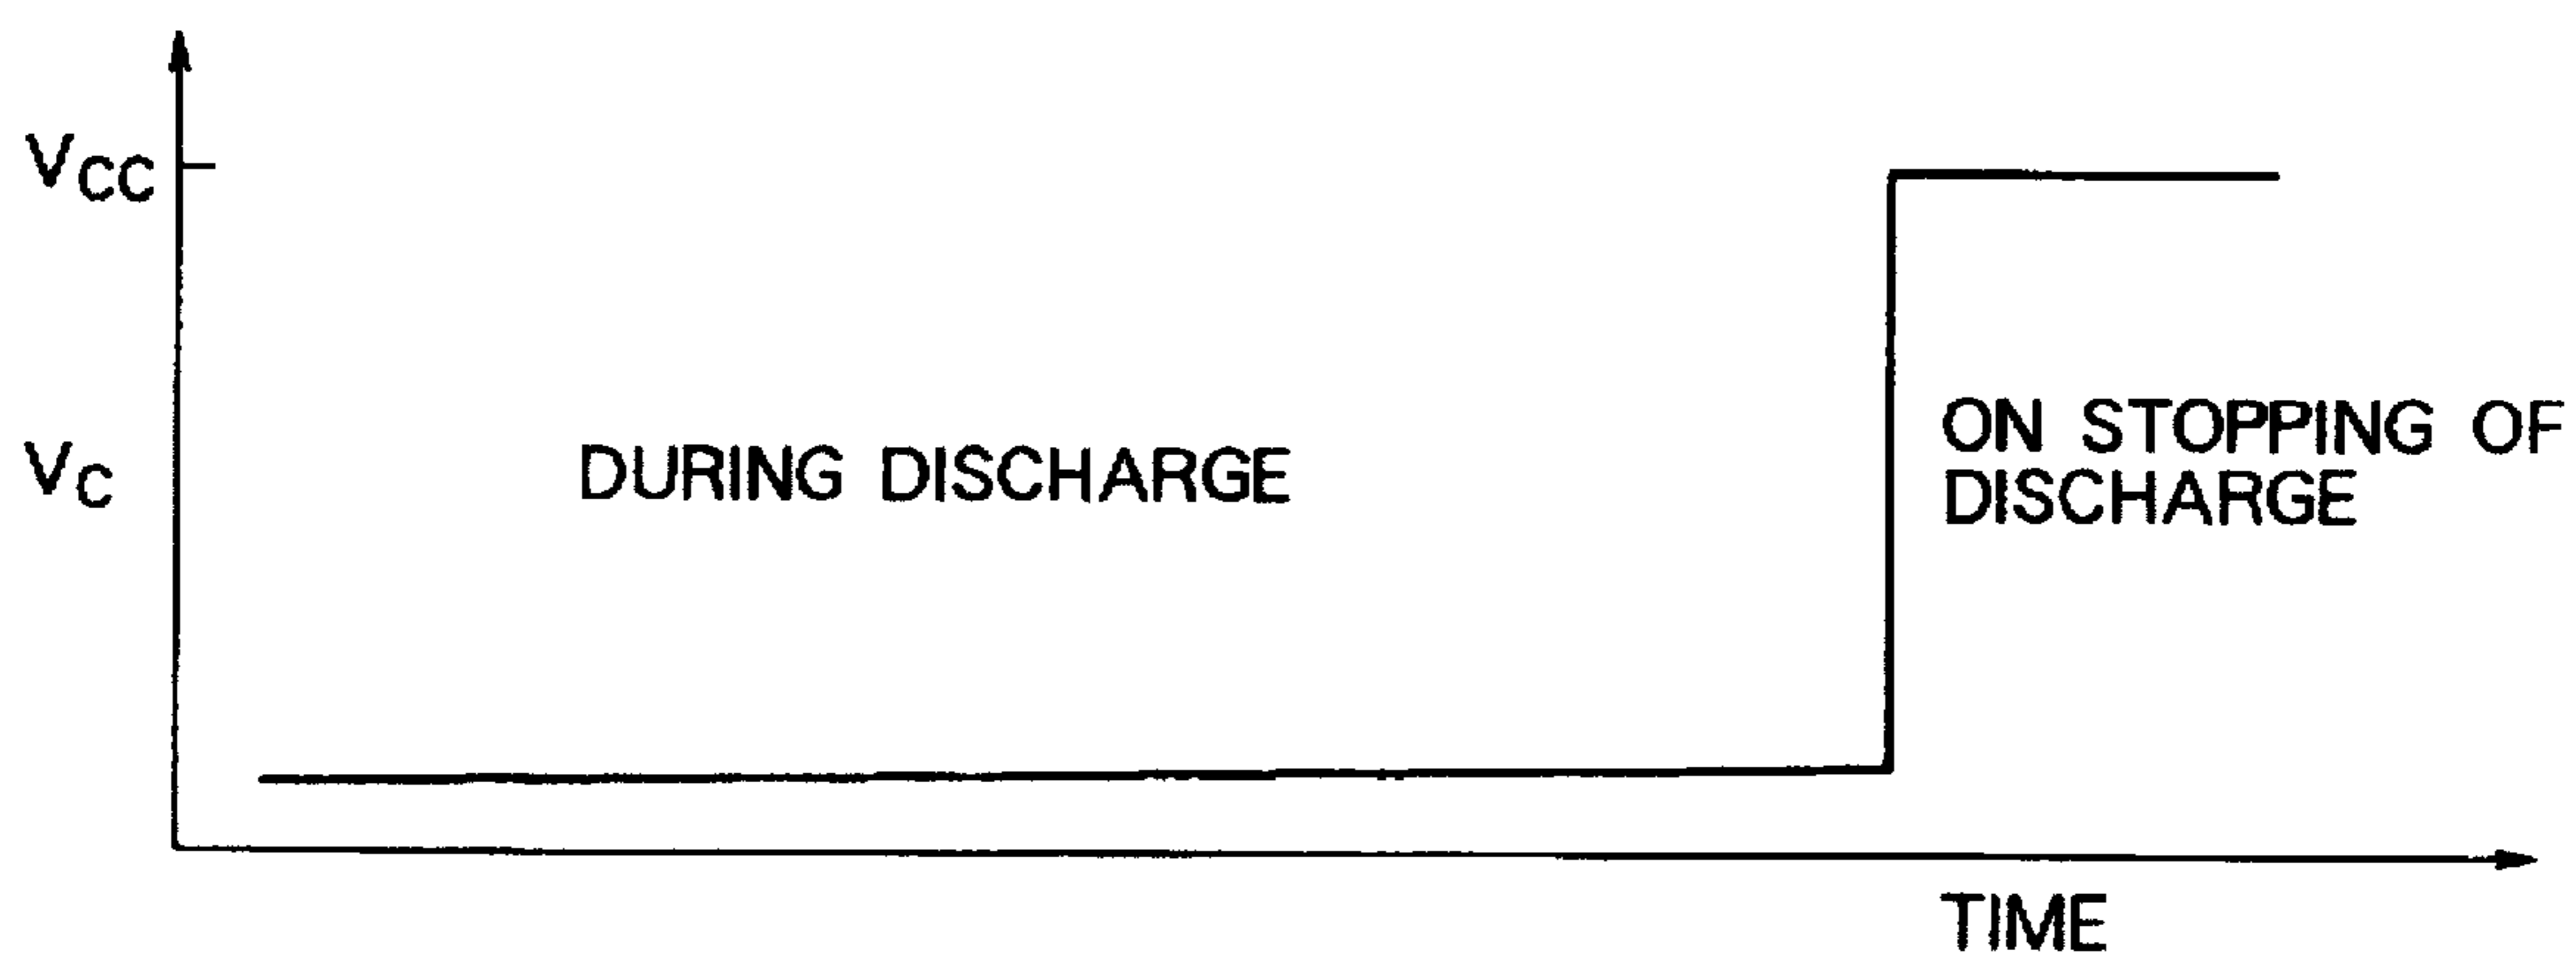 VCC
VC
DURING DISCHARGE
ON STOPPING OF
DISCHARGE
TIME